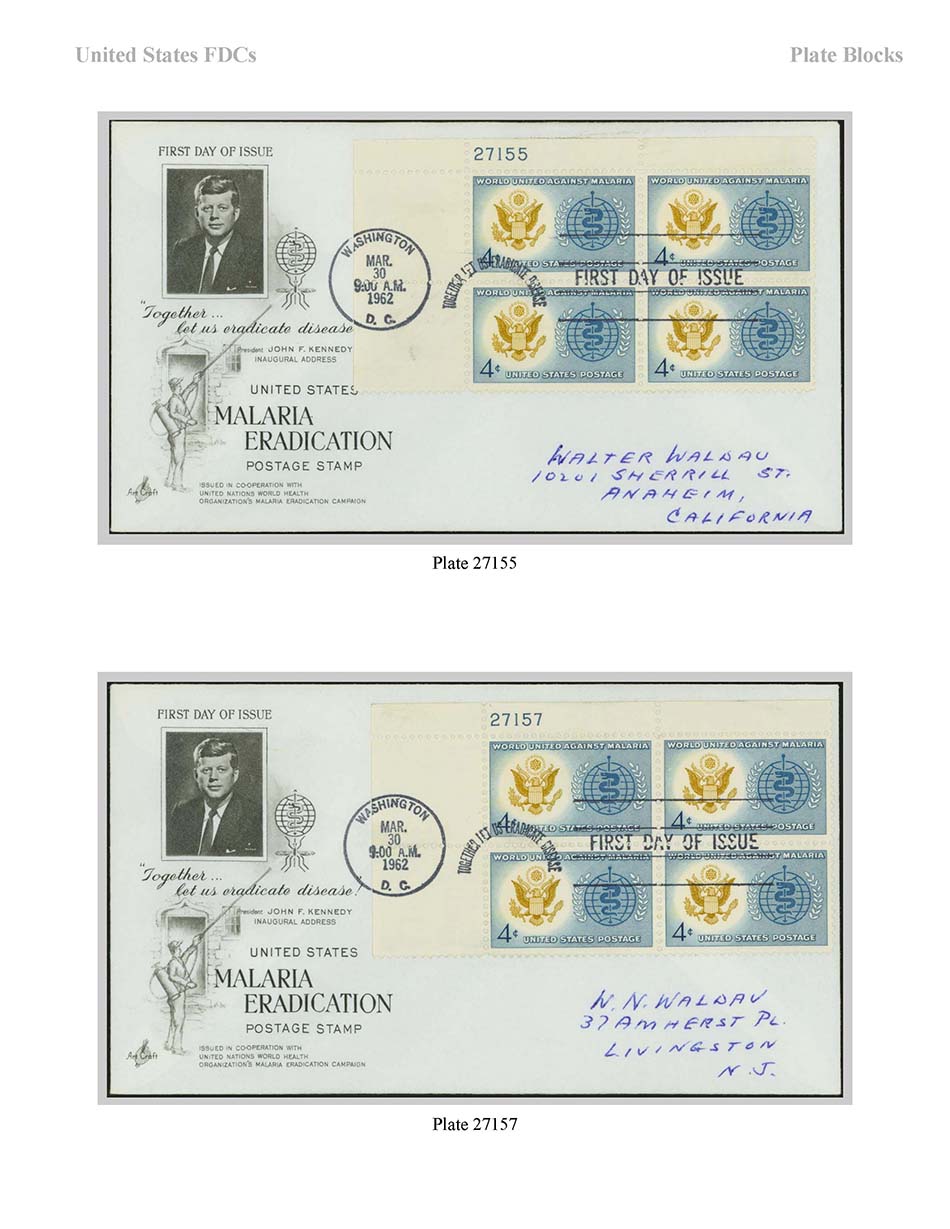 United States FDCs
Plate Blocks
FIRST DAY OF ISSUE
"Together ...
let us eradicate disease
President JOHN F. KENNEDY
INAUGURAL ADDRESS
UNITED STATES
MALARIA
ERADICATION
POSTAGE STAMP
ISSUED IN CO-OPERATION WITH
UNITED NATIONS WORLD HEALTH
ORGANIZATION'S MALARIA ERADICATION CAMPAIGN
Art Craft
WASHINGTON
MAR.
30
9:00 A.M.
1962
D. C.
TOGETHER LET US ERADICATE DISEASE
FIRST DAY OF ISSUE
27155
WORLD UNITED AGAINST MALARIA
WORLD UNITED AGAINST MALARIA
4¢ UNITED STATES POSTAGE
4¢ UNITED STATES POSTAGE
WORLD UNITED AGAINST MALARIA
WORLD UNITED AGAINST MALARIA
4¢ UNITED STATES POSTAGE
4¢ UNITED STATES POSTAGE
WALTER WALDAU
10201 SHERRILL ST.
ANAHEIM,
CALIFORNIA
Plate 27155
FIRST DAY OF ISSUE
"Together ...
let us eradicate disease!
President JOHN F. KENNEDY
INAUGURAL ADDRESS
UNITED STATES
MALARIA
ERADICATION
POSTAGE STAMP
ISSUED IN CO-OPERATION WITH
UNITED NATIONS WORLD HEALTH
ORGANIZATION'S MALARIA ERADICATION CAMPAIGN
Art Craft
WASHINGTON
MAR.
30
9:00 A.M.
1962
D. C.
TOGETHER LET US ERADICATE DISEASE
FIRST DAY OF ISSUE
27157
WORLD UNITED AGAINST MALARIA
WORLD UNITED AGAINST MALARIA
4¢ UNITED STATES POSTAGE
4¢ UNITED STATES POSTAGE
WORLD UNITED AGAINST MALARIA
WORLD UNITED AGAINST MALARIA
4¢ UNITED STATES POSTAGE
4¢ UNITED STATES POSTAGE
W. N. WALDAU
37 AMHERST PL.
LIVINGSTON
N. J.
Plate 27157